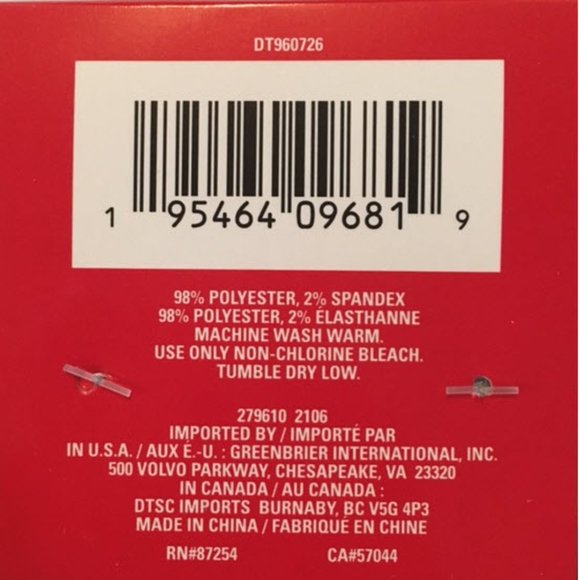 DT960726
1 95464 09681 9
98% POLYESTER, 2% SPANDEX
98% POLYESTER, 2% ÉLASTHANNE
MACHINE WASH WARM.
USE ONLY NON-CHLORINE BLEACH.
TUMBLE DRY LOW.
279610 2106
IMPORTED BY / IMPORTÉ PAR
IN U.S.A. / AUX É.-U. : GREENBRIER INTERNATIONAL, INC.
500 VOLVO PARKWAY, CHESAPEAKE, VA 23320
IN CANADA / AU CANADA :
DTSC IMPORTS BURNABY, BC V5G 4P3
MADE IN CHINA / FABRIQUÉ EN CHINE
RN#87254 CA#57044